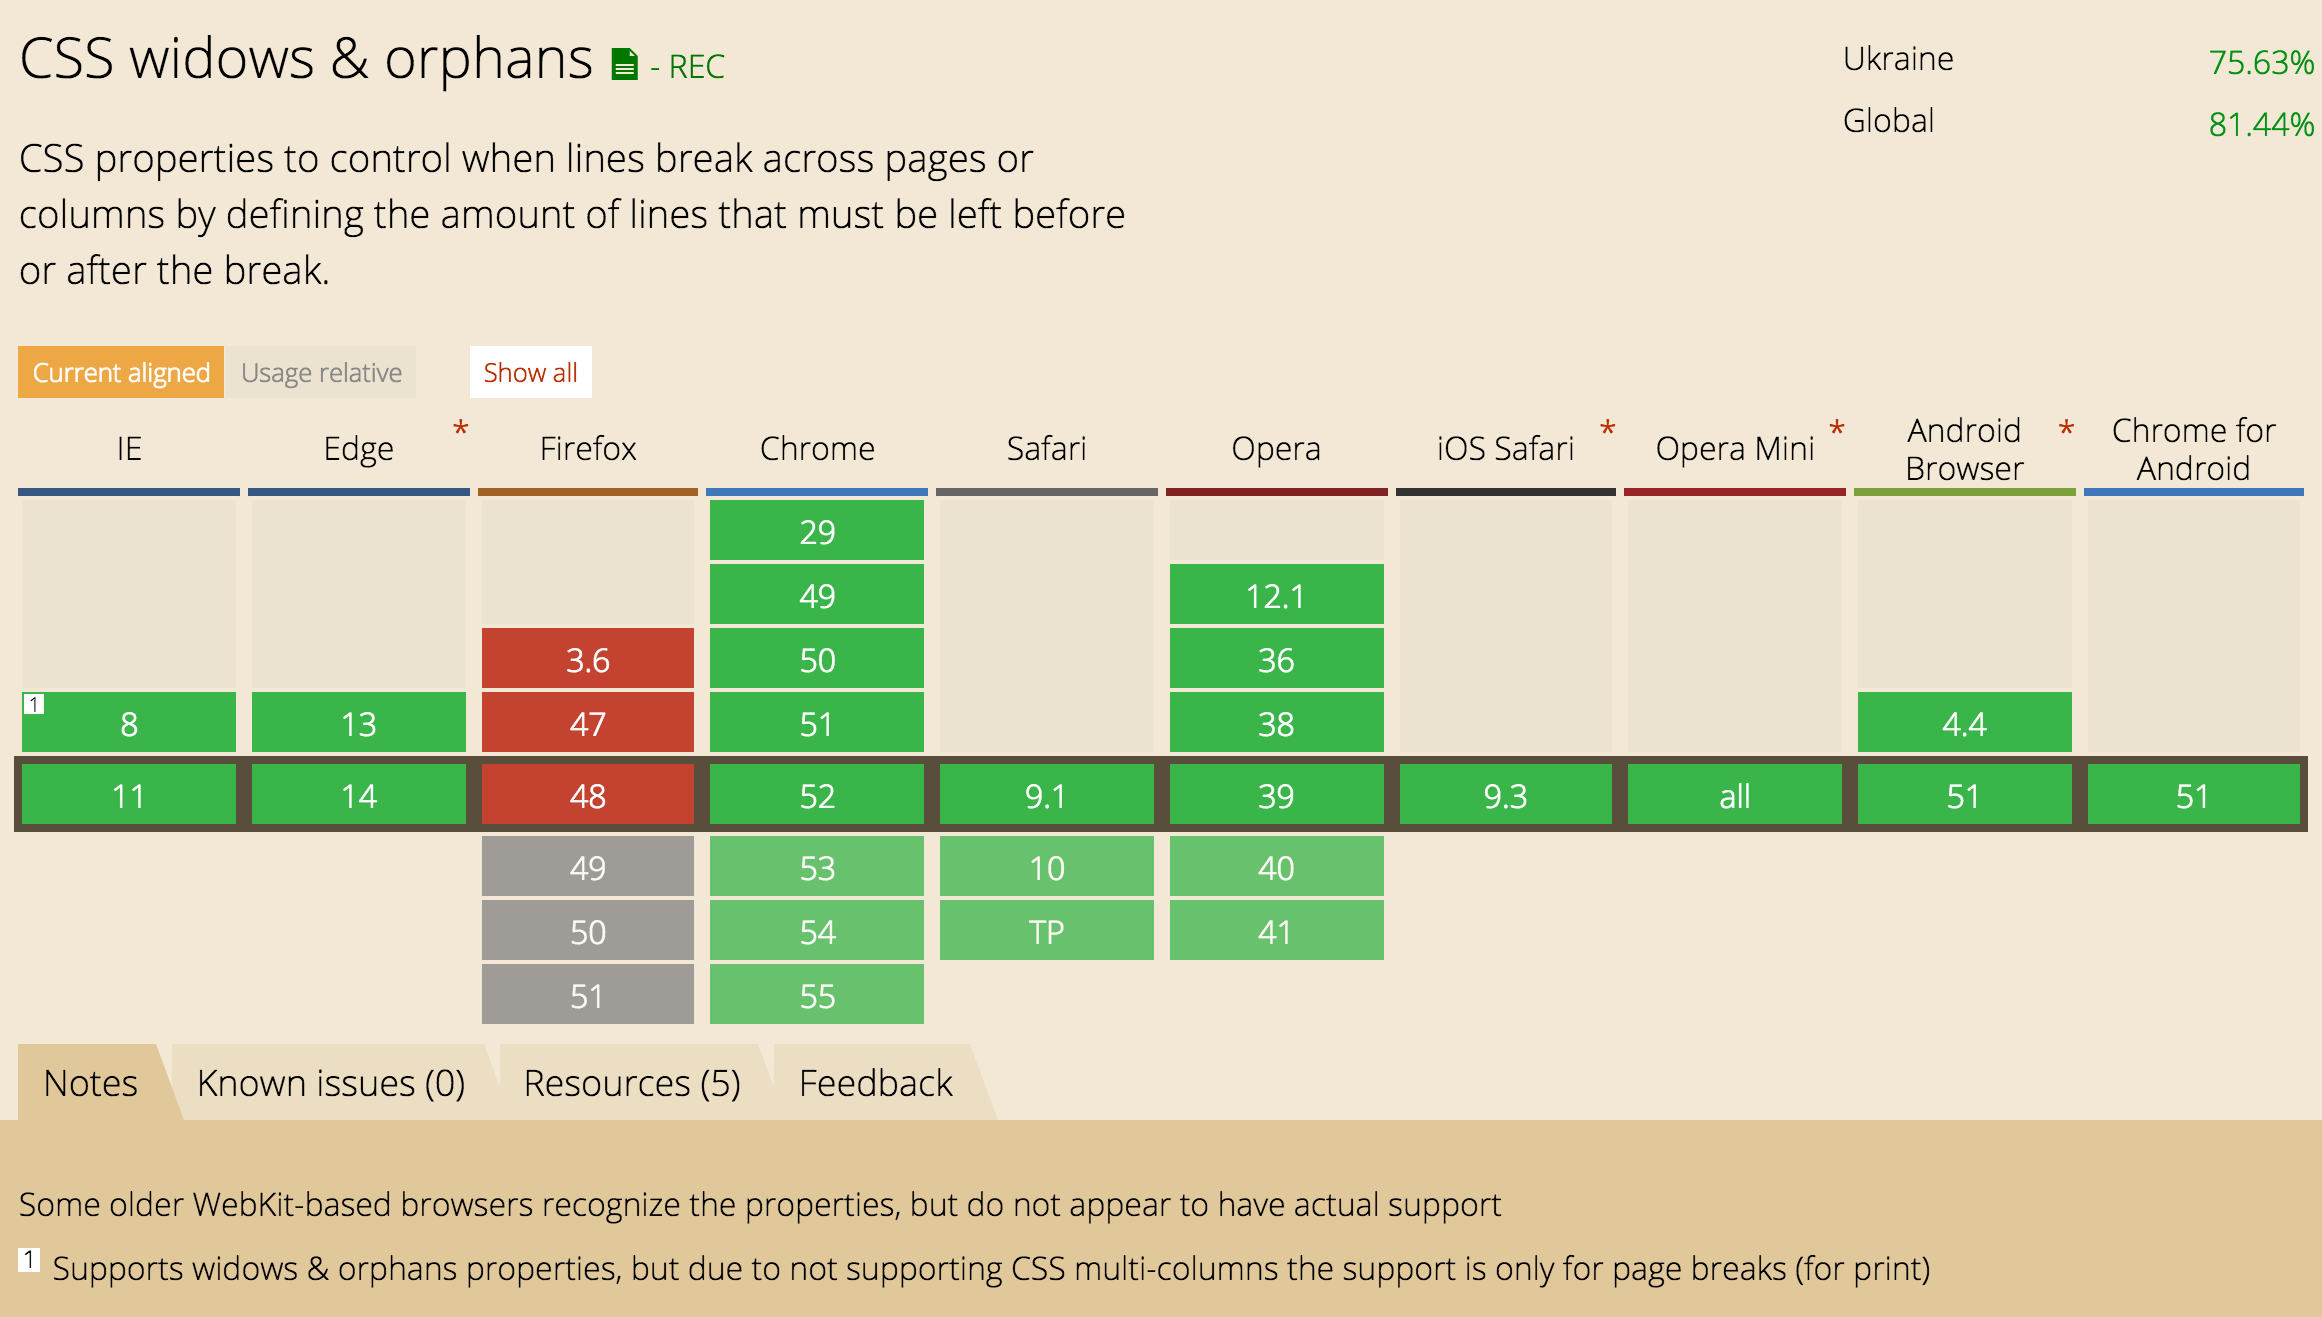 CSS widows & orphans - REC
Ukraine 75.63%
Global 81.44%
CSS properties to control when lines break across pages or
columns by defining the amount of lines that must be left before
or after the break.
Current aligned Usage relative Show all
IE Edge * Firefox Chrome Safari Opera iOS Safari * Opera Mini * Android Browser * Chrome for Android
29
49 12.1
3.6 50 36
1 8 13 47 51 38 4.4
11 14 48 52 9.1 39 9.3 all 51 51
49 53 10 40
50 54 TP 41
51 55
Notes Known issues (0) Resources (5) Feedback
Some older WebKit-based browsers recognize the properties, but do not appear to have actual support
1 Supports widows & orphans properties, but due to not supporting CSS multi-columns the support is only for page breaks (for print)